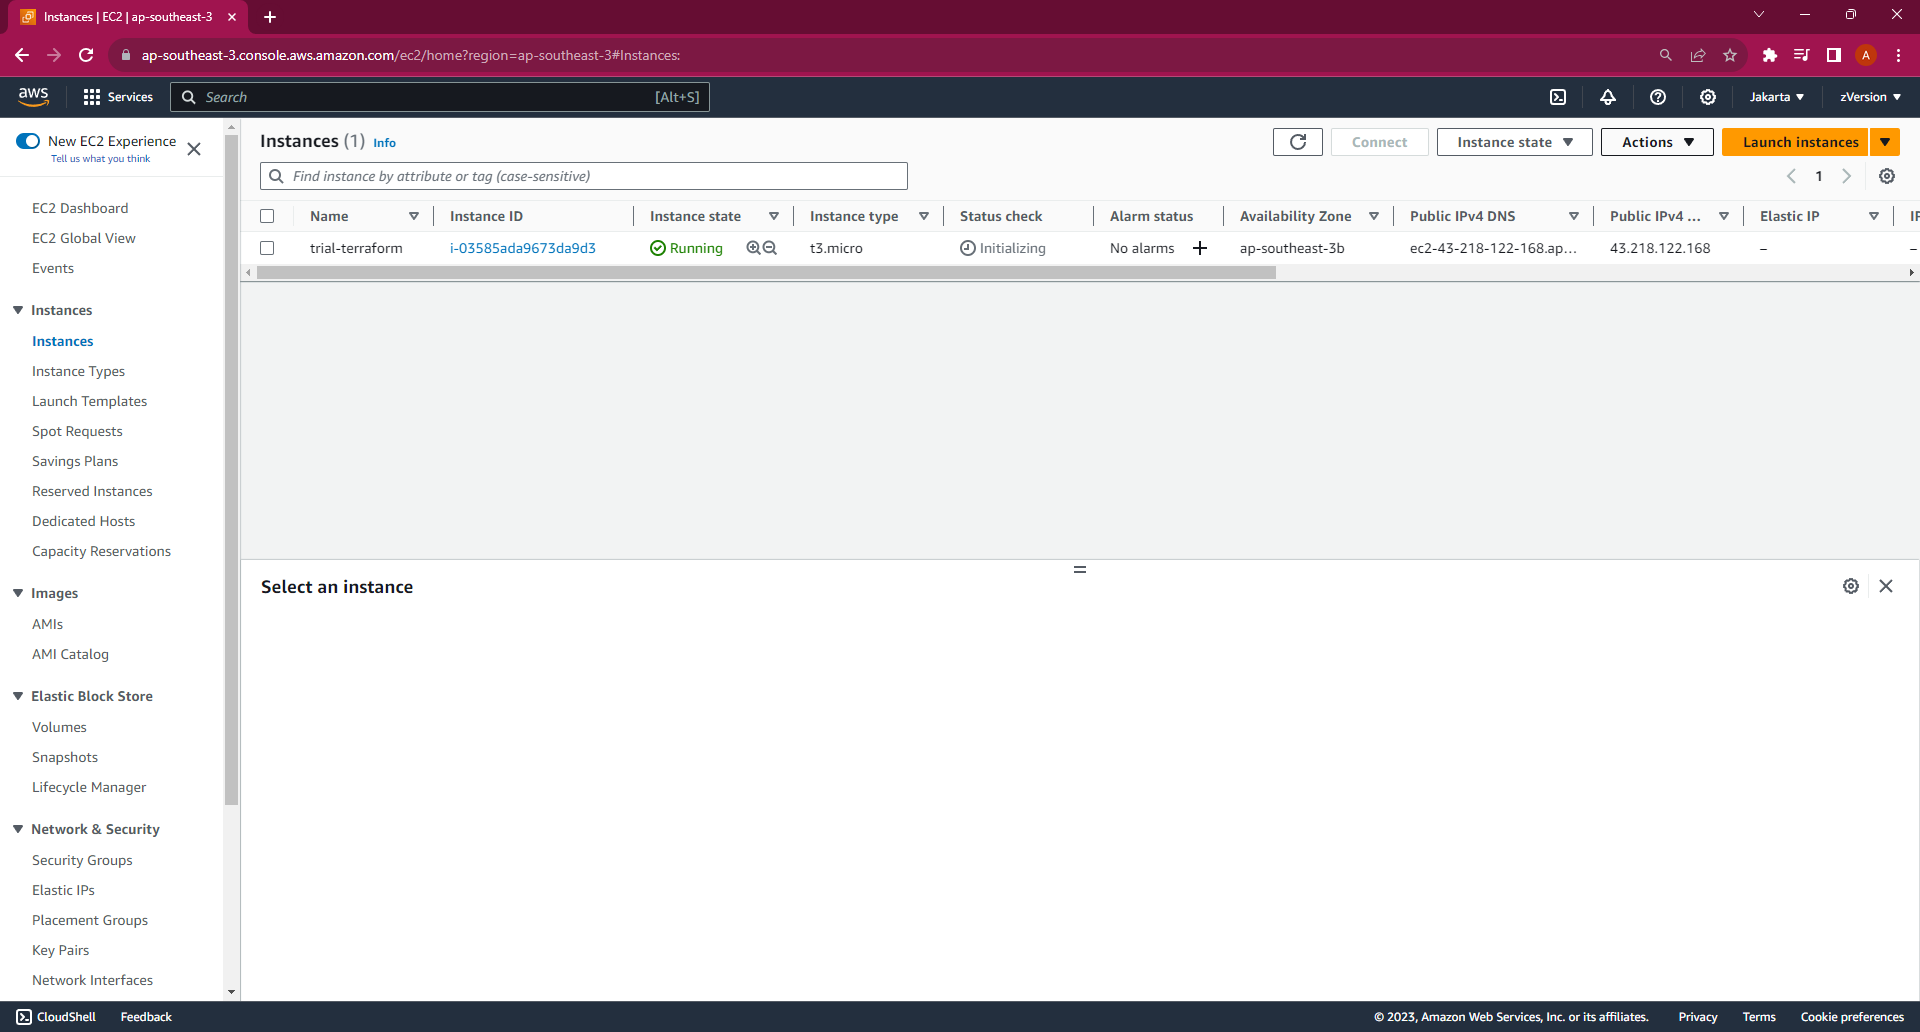 Instances | EC2 | ap-southeast-3
ap-southeast-3.console.aws.amazon.com/ec2/home?region=ap-southeast-3#Instances:
A
aws
Services
Search
[Alt+S]
Jakarta
zVersion
New EC2 Experience
Tell us what you think
EC2 Dashboard
EC2 Global View
Events
Instances
Instances
Instance Types
Launch Templates
Spot Requests
Savings Plans
Reserved Instances
Dedicated Hosts
Capacity Reservations
Images
AMIs
AMI Catalog
Elastic Block Store
Volumes
Snapshots
Lifecycle Manager
Network & Security
Security Groups
Elastic IPs
Placement Groups
Key Pairs
Network Interfaces
Instances (1) Info
Connect
Instance state
Actions
Launch instances
Find instance by attribute or tag (case-sensitive)
1
Name Instance ID Instance state Instance type Status check Alarm status Availability Zone Public IPv4 DNS Public IPv4 ... Elastic IP IP
trial-terraform i-03585ada9673da9d3 Running t3.micro Initializing No alarms + ap-southeast-3b ec2-43-218-122-168.ap... 43.218.122.168 – –
Select an instance
CloudShell Feedback © 2023, Amazon Web Services, Inc. or its affiliates. Privacy Terms Cookie preferences